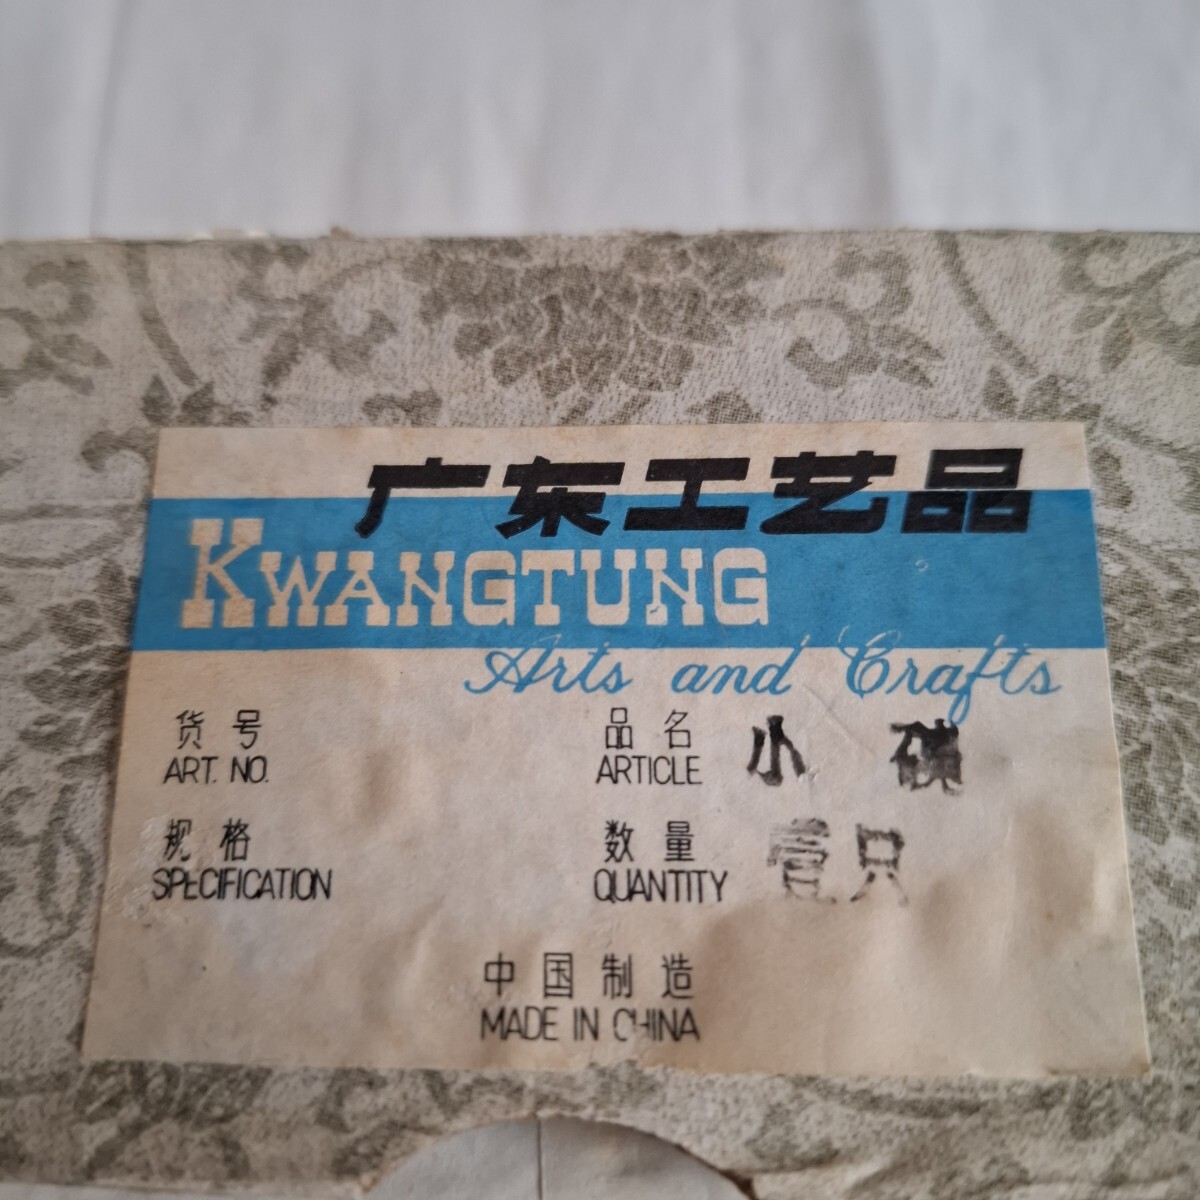 广东工艺品
KWANGTUNG
Arts and Crafts
货号
ART. NO.
品名 小
ARTICLE
规格
SPECIFICATION
数量 壹只
QUANTITY
中国制造
MADE IN CHINA